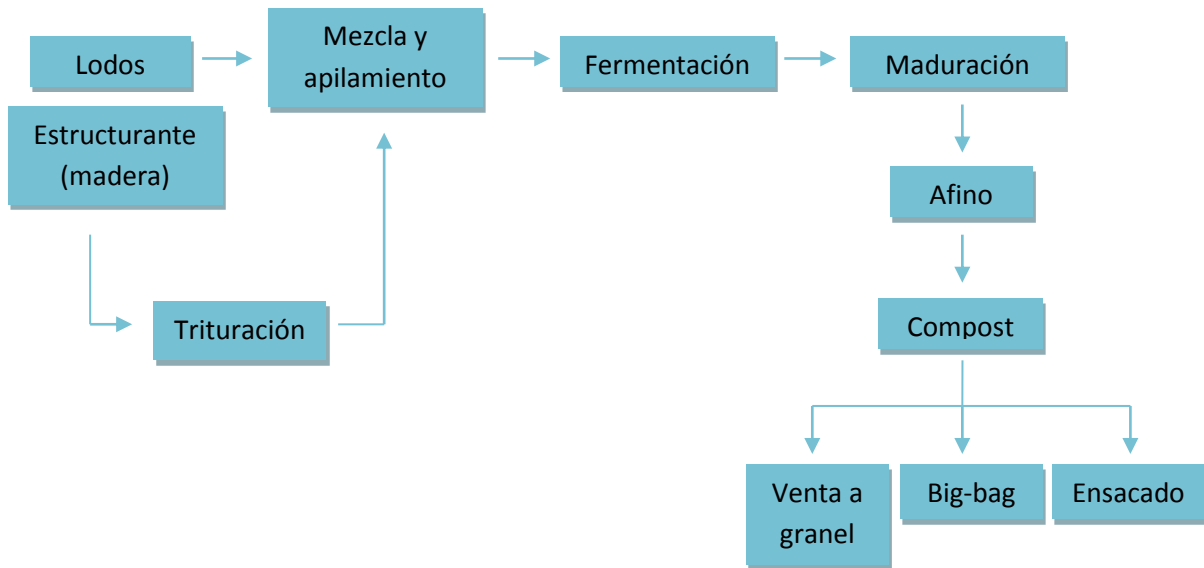 Lodos
Mezcla y
apilamiento
Fermentación
Maduración
Estructurante
(madera)
Trituración
Afino
Compost
Venta a
granel
Big-bag
Ensacado